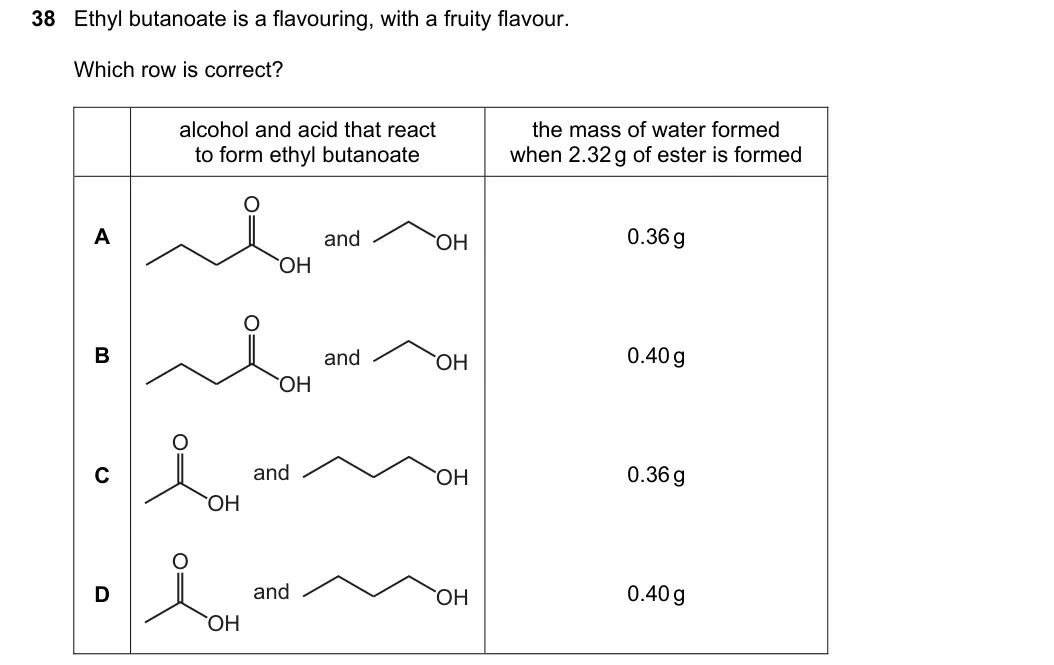 38 Ethyl butanoate is a flavouring, with a fruity flavour.
Which row is correct?
alcohol and acid that react
to form ethyl butanoate
the mass of water formed
when 2.32 g of ester is formed
A
O
OH
and
OH
0.36 g
B
O
OH
and
OH
0.40 g
C
O
OH
and
OH
0.36 g
D
O
OH
and
OH
0.40 g